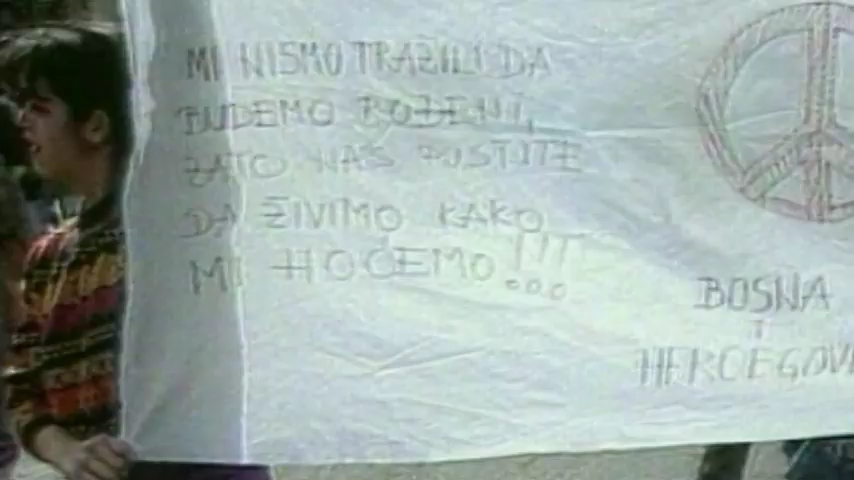 MI NISMO TRAŽILI DA
BUDEMO ROĐENI,
ZATO NAS PUSTITE
DA ŽIVIMO KAKO
MI HOĆEMO!!!
BOSNA
I
HERCEGOV